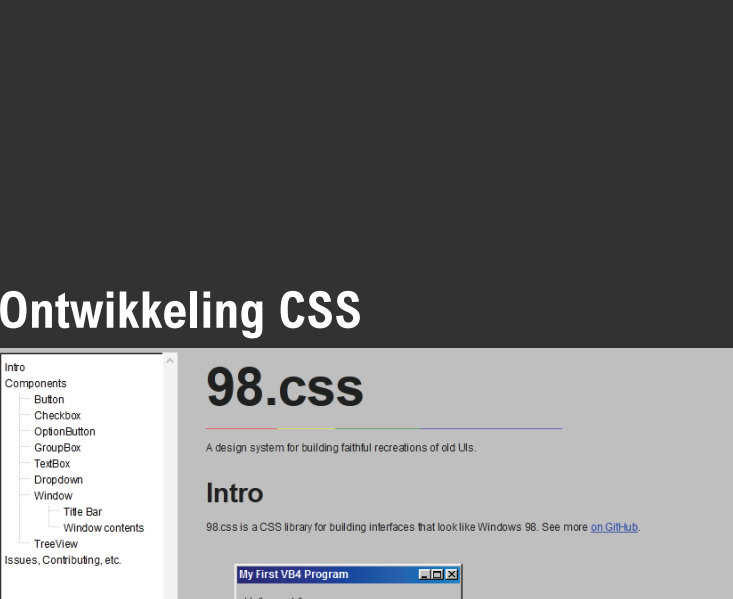 Ontwikkeling CSS
Intro
Components
Button
Checkbox
OptionButton
GroupBox
TextBox
Dropdown
Window
Title Bar
Window contents
TreeView
Issues, Contributing, etc.
98.css
A design system for building faithful recreations of old UIs.
Intro
98.css is a CSS library for building interfaces that look like Windows 98. See more on GitHub.
My First VB4 Program